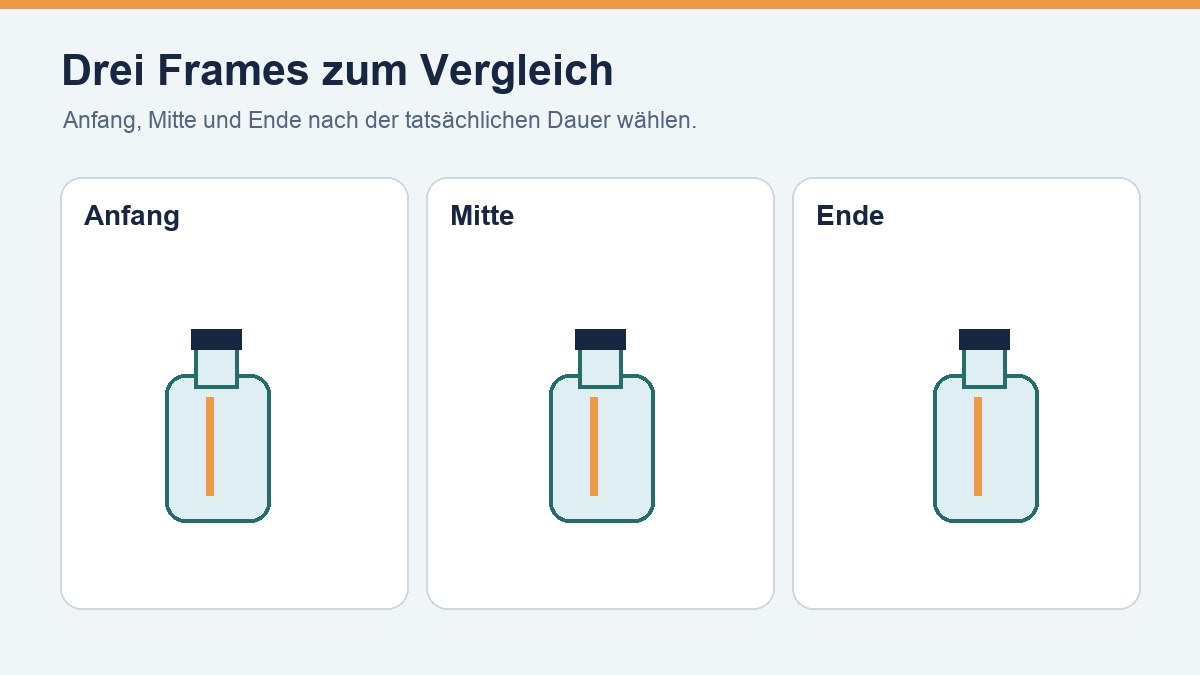 Drei Frames zum Vergleich
Anfang, Mitte und Ende nach der tatsächlichen Dauer wählen.
Anfang
Mitte
Ende